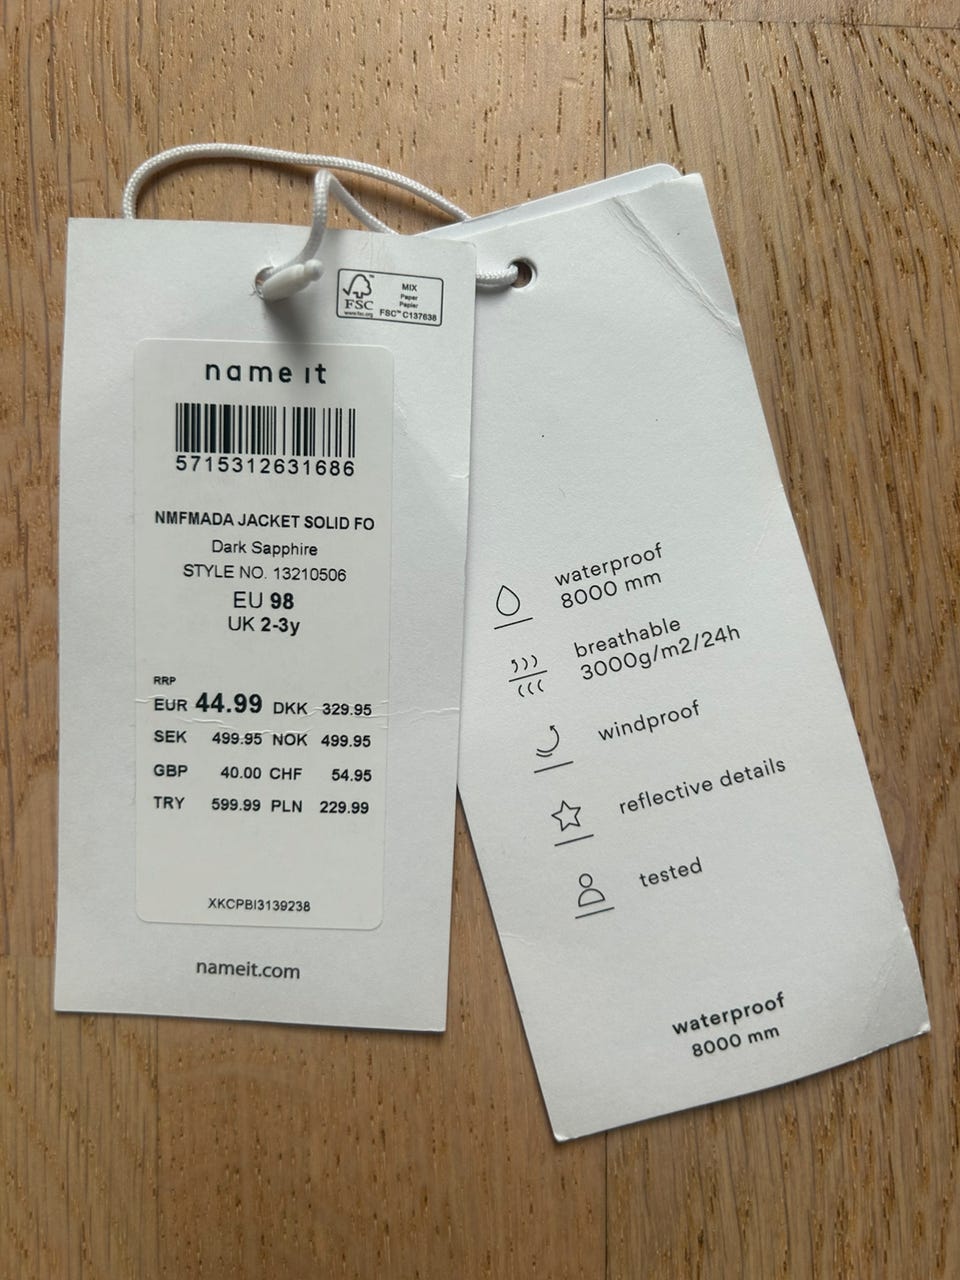 FSC
www.fsc.org
MIX
Paper
Papier
FSC™ C137638
name it
5715312631686
NMFMADA JACKET SOLID FO
Dark Sapphire
STYLE NO. 13210506
EU 98
UK 2-3y
RRP
EUR 44.99 DKK 329.95
SEK 499.95 NOK 499.95
GBP 40.00 CHF 54.95
TRY 599.99 PLN 229.99
XKCPBI3139238
nameit.com
waterproof
8000 mm
breathable
3000g/m2/24h
windproof
reflective details
tested
waterproof
8000 mm